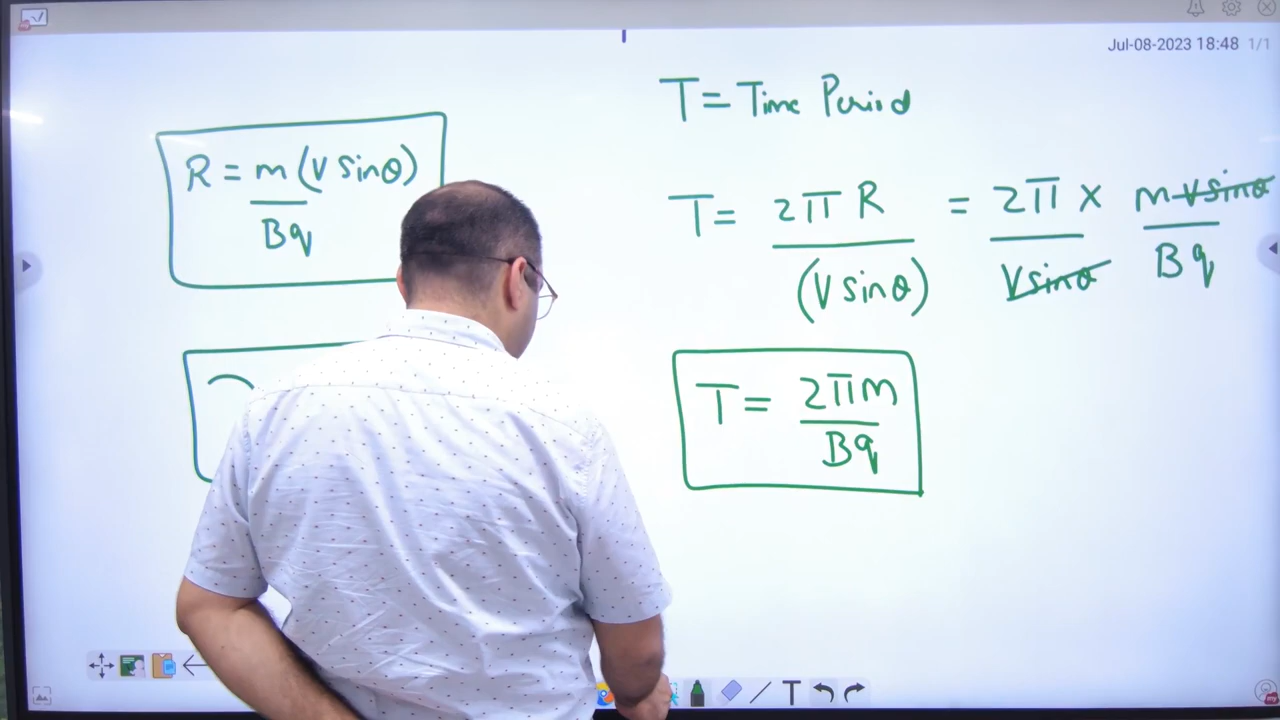 Jul-08-2023 18:48 1/1
T = Time Period
R = m (V sinθ)
Bq
T = 2π R = 2π x m V sinθ
(V sinθ) V sinθ Bq
T = 2πm
Bq
T